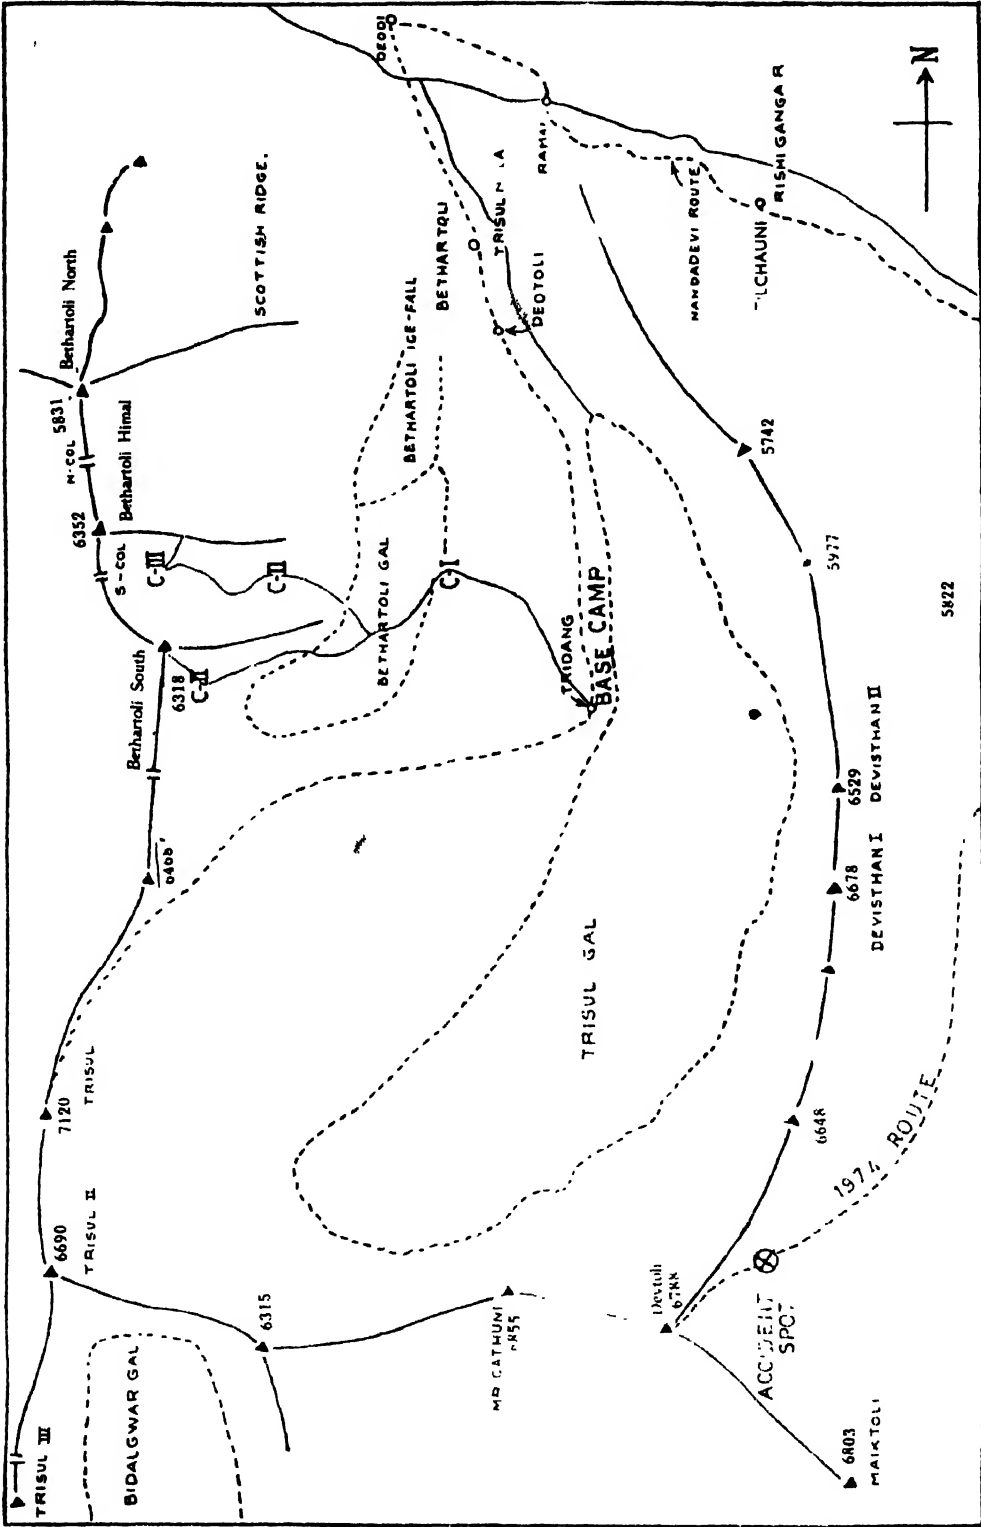 N
DEODI
RAMAI
RISHI GANGA R
NANDADEVI ROUTE
SCOTTISH RIDGE.
BETHARTOLI
DEOTOLI
BETHARTOLI ICE-FALL
Bethartoli North
5831
N-COL
Bethartoli Himal
6352
S-COL
C-III
C-II
BETHARTOLI GAL
C-I
Bethartoli South
6318
C-II
TRIDANG
BASE CAMP
5742
5977
5822
6529
DEVISTHAN II
6678
DEVISTHAN I
TRISUL GAL
7120
TRISUL
6648
1974 ROUTE
6690
TRISUL II
6315
Devtoli
6788
ACCIDENT
SPOT
TRISUL III
BIDALGWAR GAL
6803
MAIKTOLI